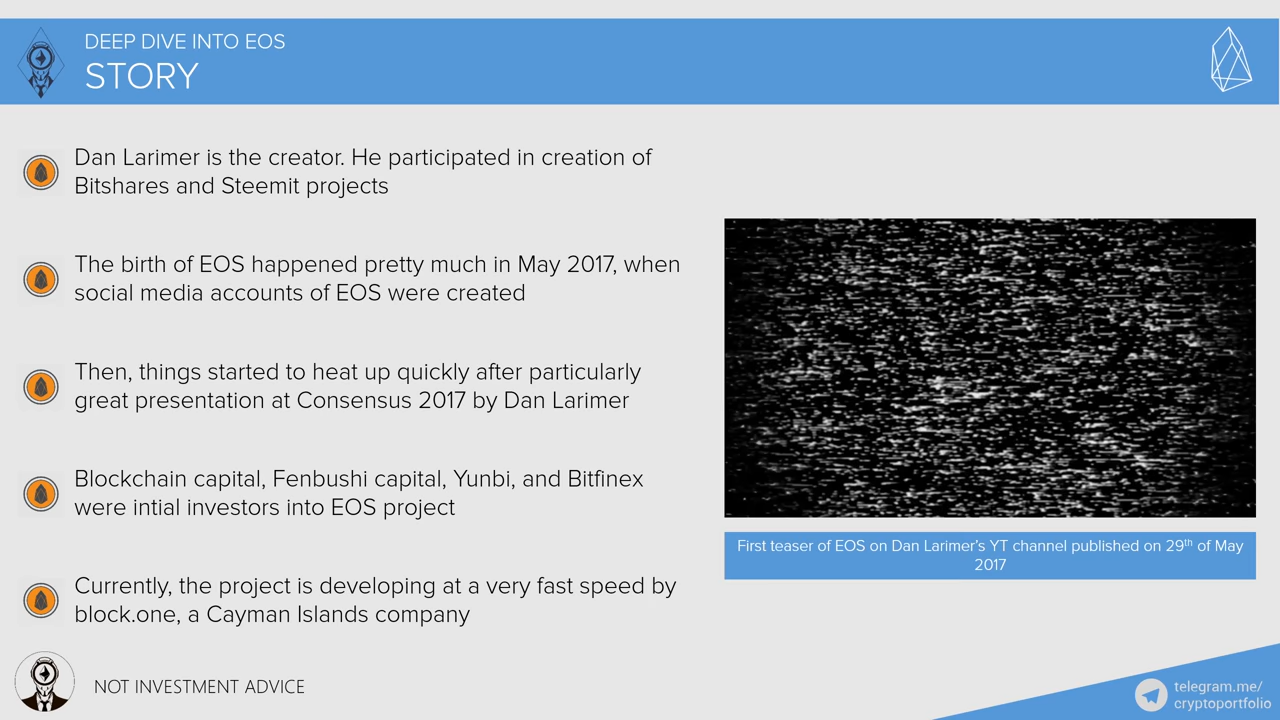 DEEP DIVE INTO EOS
STORY
Dan Larimer is the creator. He participated in creation of
Bitshares and Steemit projects
The birth of EOS happened pretty much in May 2017, when
social media accounts of EOS were created
Then, things started to heat up quickly after particularly
great presentation at Consensus 2017 by Dan Larimer
Blockchain capital, Fenbushi capital, Yunbi, and Bitfinex
were intial investors into EOS project
Currently, the project is developing at a very fast speed by
block.one, a Cayman Islands company
First teaser of EOS on Dan Larimer's YT channel published on 29th of May
2017
NOT INVESTMENT ADVICE
telegram.me/
cryptoportfolio